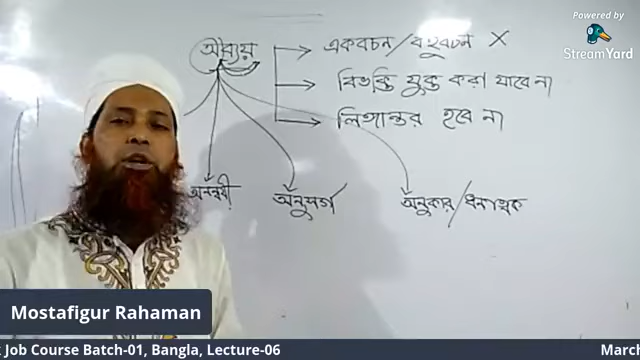 Powered by
StreamYard
অব্যয়
একবচন/বহুবচন X
বিভক্তি যুক্ত করা যাবে না
লিঙ্গান্তর হবে না
অনন্বয়ী
অনুসর্গ
অনুকার/ধ্বন্যাত্মক
Mostafigur Rahaman
Job Course Batch-01, Bangla, Lecture-06
March